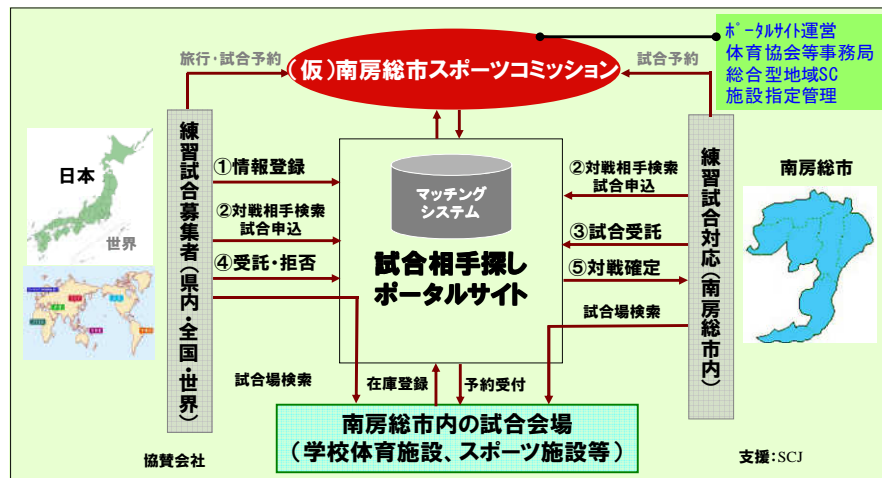 ﾎﾟｰﾀﾙｻｲﾄ運営
体育協会等事務局
総合型地域SC
施設指定管理
旅行・試合予約
（仮）南房総市スポーツコミッション
試合予約
日本
世界
練習試合募集者（県内・全国・世界）
①情報登録
②対戦相手検索
試合申込
④受託・拒否
マッチング
システム
試合相手探し
ポータルサイト
②対戦相手検索
試合申込
③試合受託
⑤対戦確定
練習試合対応（南房総市内）
南房総市
試合場検索
在庫登録
予約受付
試合場検索
南房総市内の試合会場
（学校体育施設、スポーツ施設等）
協賛会社
支援：SCJ